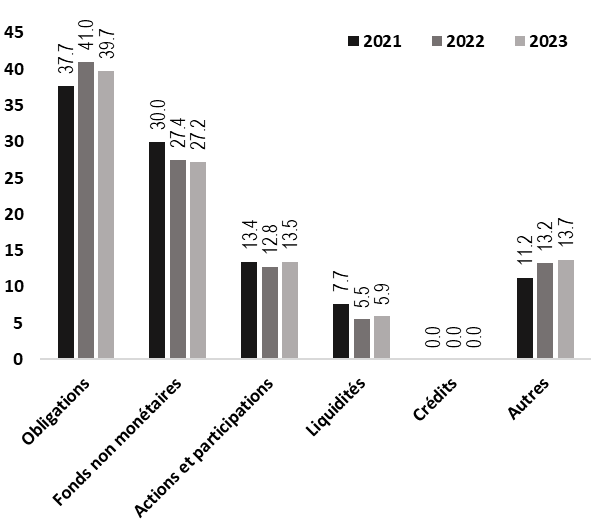 2021 2022 2023
45
40
35
30
25
20
15
10
5
0
37.7 41.0 39.7
30.0 27.4 27.2
13.4 12.8 13.5
7.7 5.5 5.9
0.0 0.0 0.0
11.2 13.2 13.7
Obligations
Fonds non monétaires
Actions et participations
Liquidités
Crédits
Autres